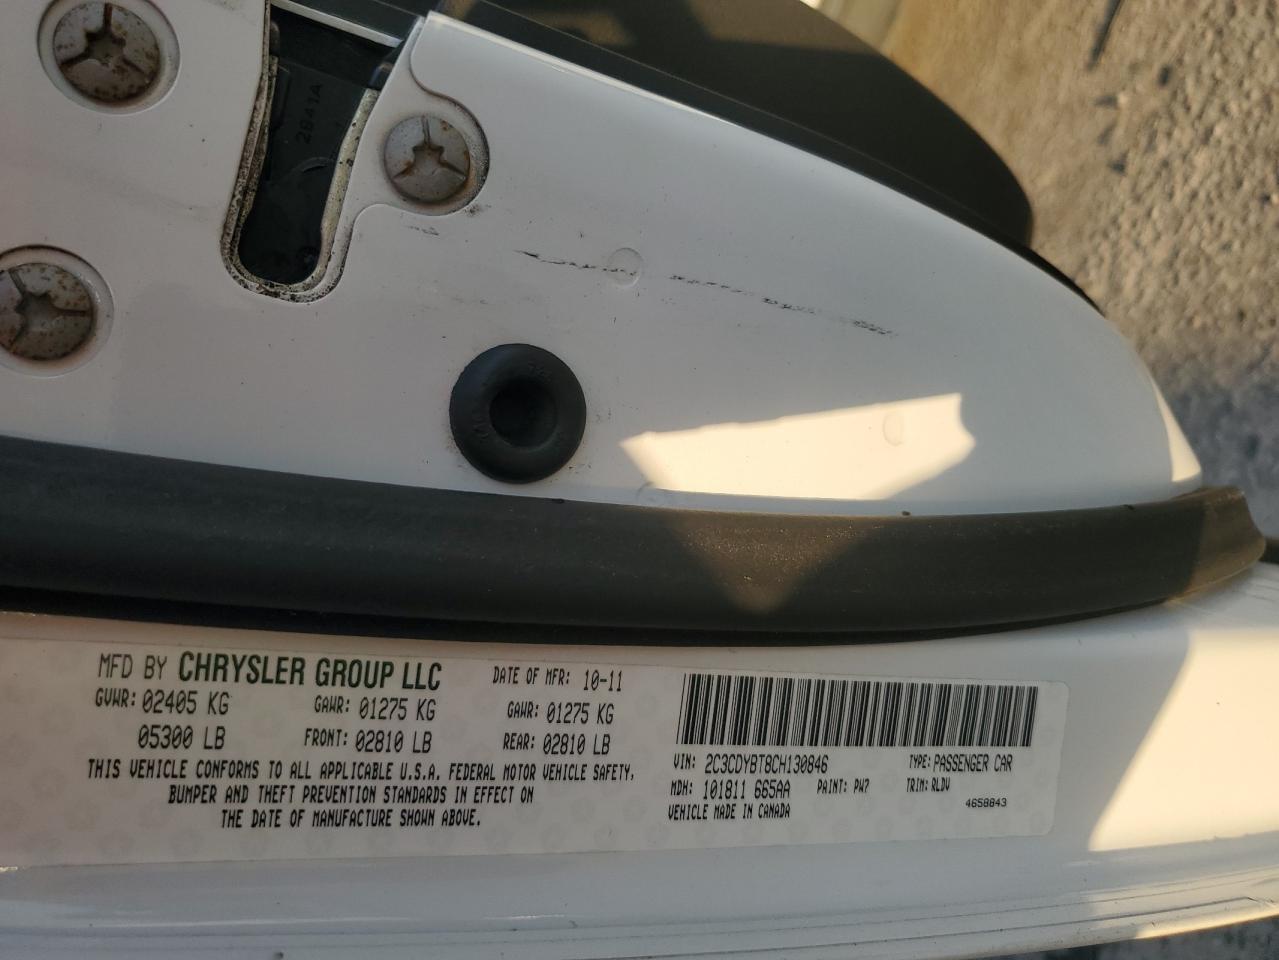 2841A
MFD BY CHRYSLER GROUP LLC DATE OF MFR: 10-11
GVWR: 02405 KG GAWR: 01275 KG GAWR: 01275 KG
05300 LB FRONT: 02810 LB REAR: 02810 LB
THIS VEHICLE CONFORMS TO ALL APPLICABLE U.S.A. FEDERAL MOTOR VEHICLE SAFETY,
BUMPER AND THEFT PREVENTION STANDARDS IN EFFECT ON
THE DATE OF MANUFACTURE SHOWN ABOVE.
VIN: 2C3CDYBT8CH130846 TYPE: PASSENGER CAR
MDH: 101811 665AA PAINT: PW7 TRIM: RLDV
VEHICLE MADE IN CANADA 4658843